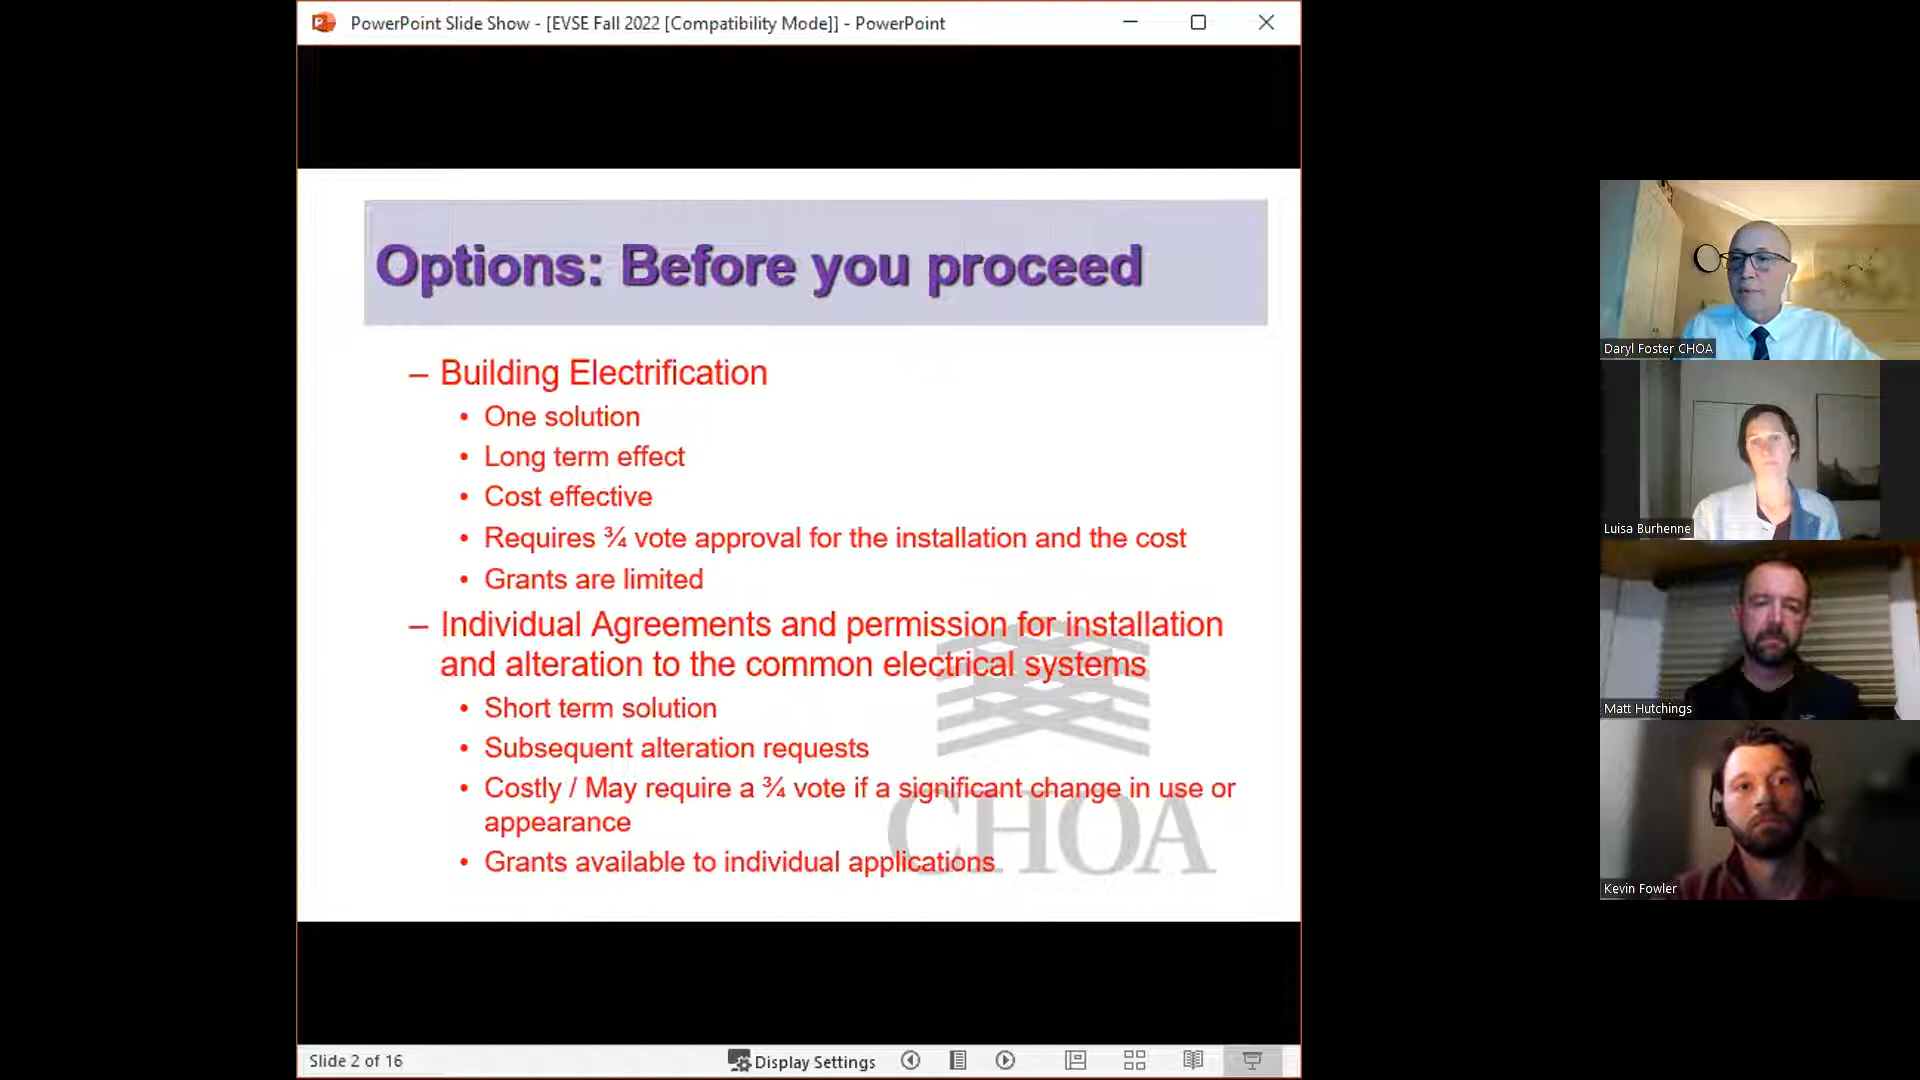 PowerPoint Slide Show - [EVSE Fall 2022 [Compatibility Mode]] - PowerPoint
Options: Before you proceed
– Building Electrification
• One solution
• Long term effect
• Cost effective
• Requires ¾ vote approval for the installation and the cost
• Grants are limited
– Individual Agreements and permission for installation
and alteration to the common electrical systems
• Short term solution
• Subsequent alteration requests
• Costly / May require a ¾ vote if a significant change in use or
appearance
• Grants available to individual applications
CHOA
Slide 2 of 16
Display Settings
Daryl Foster CHOA
Luisa Burhenne
Matt Hutchings
Kevin Fowler